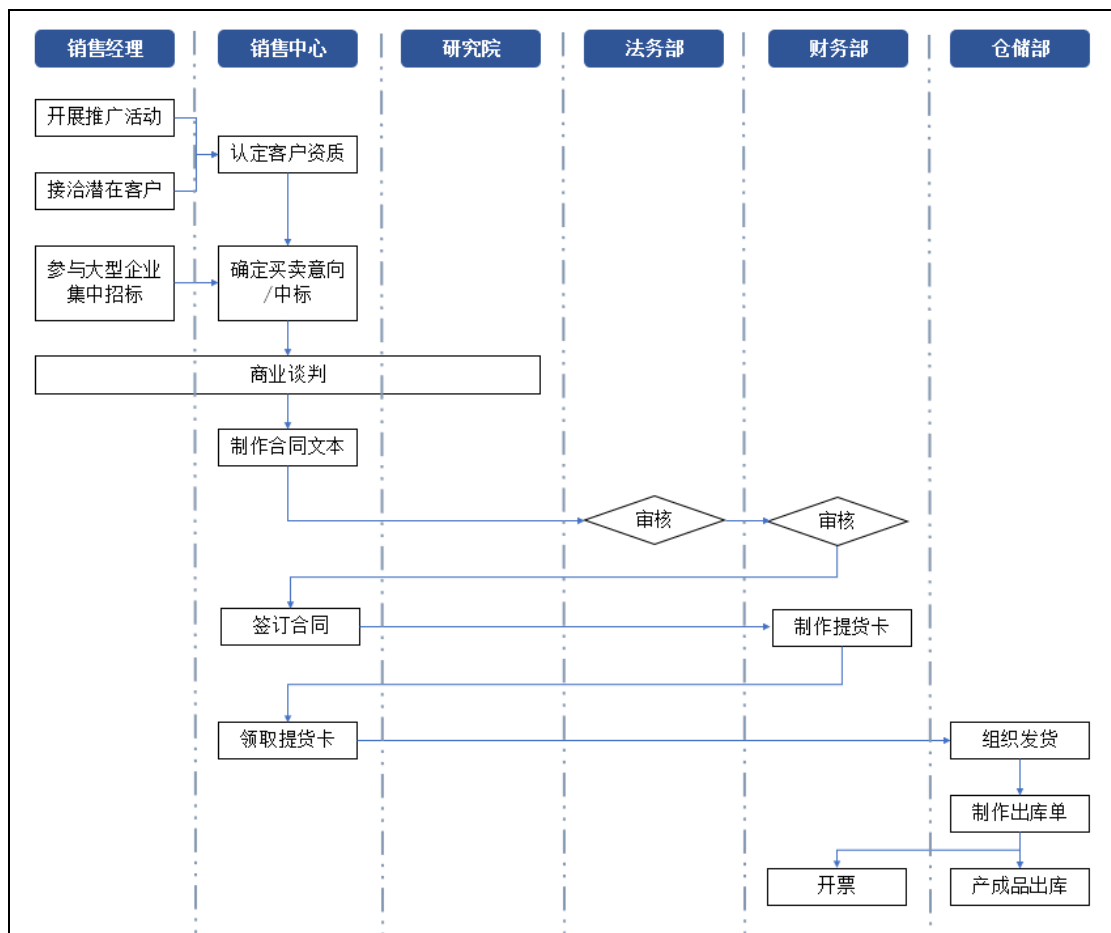 销售经理
销售中心
研究院
法务部
财务部
仓储部
开展推广活动
认定客户资质
接洽潜在客户
参与大型企业
集中招标
确定买卖意向
/中标
商业谈判
制作合同文本
审核
审核
签订合同
制作提货卡
领取提货卡
组织发货
制作出库单
开票
产成品出库